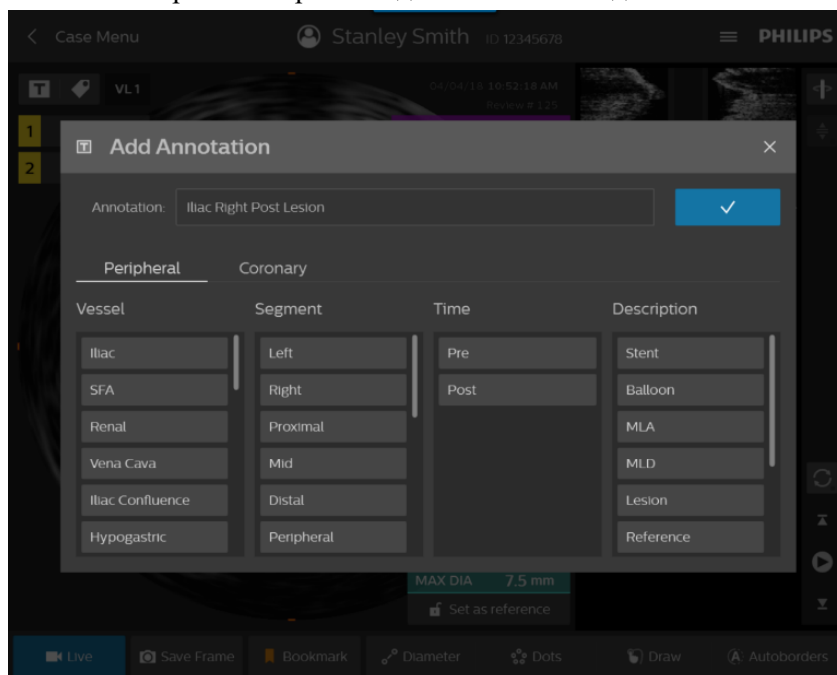 Case Menu
Stanley Smith ID 12345678
PHILIPS
T
VL1
04/04/18 10:52:18 AM
Review # 125
1
2
T Add Annotation
Annotation: Iliac Right Post Lesion
Peripheral Coronary
Vessel Segment Time Description
Iliac Left Pre Stent
SFA Right Post Balloon
Renal Proximal MLA
Vena Cava Mid MLD
Iliac Confluence Distal Lesion
Hypogastric Peripheral Reference
MAX DIA 7.5 mm
Set as reference
Live Save Frame Bookmark Diameter Dots Draw A Autoborders